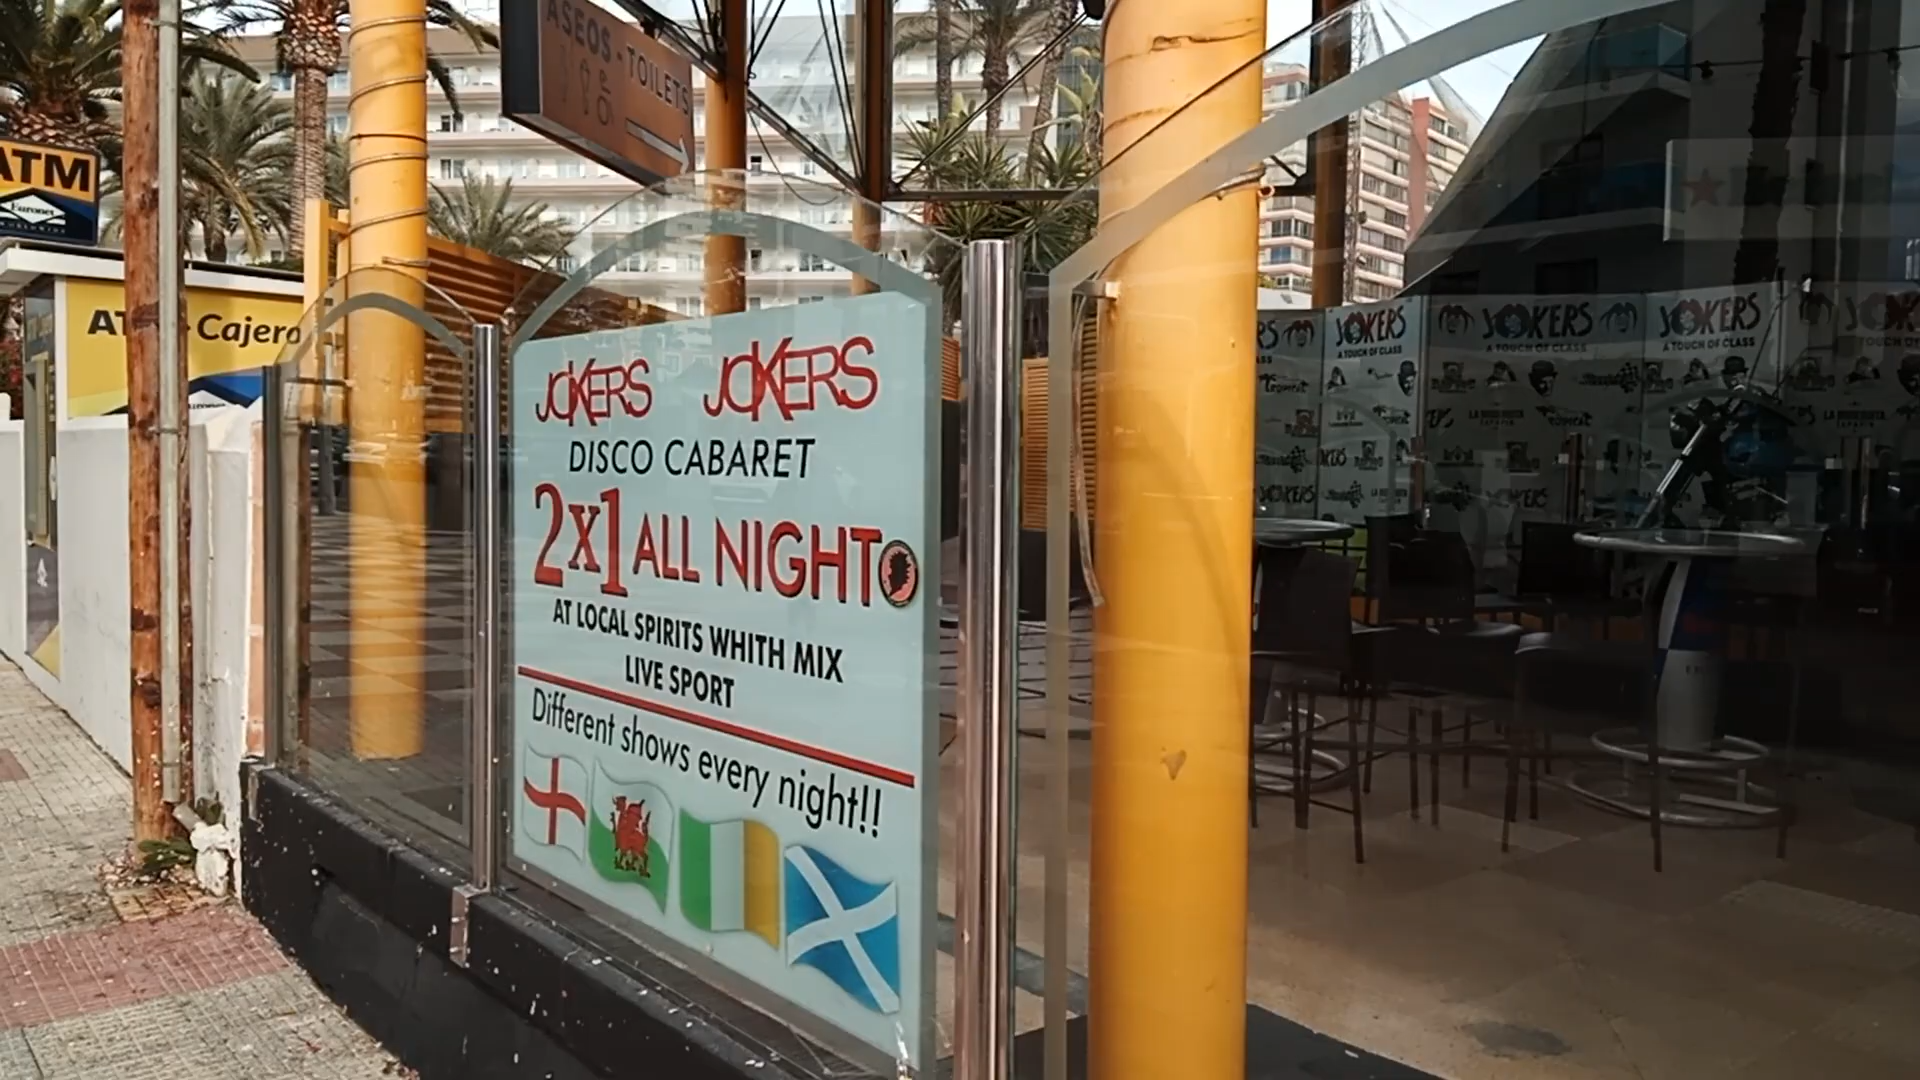 ASEOS - TOILETS
ATM
Euronet
Cajero
JOKERS JOKERS
DISCO CABARET
2x1 ALL NIGHT
AT LOCAL SPIRITS WHITH MIX
LIVE SPORT
Different shows every night!!
JOKERS
A TOUCH OF CLASS
JOKERS
A TOUCH OF CLASS
JOKERS
A TOUCH OF CLASS